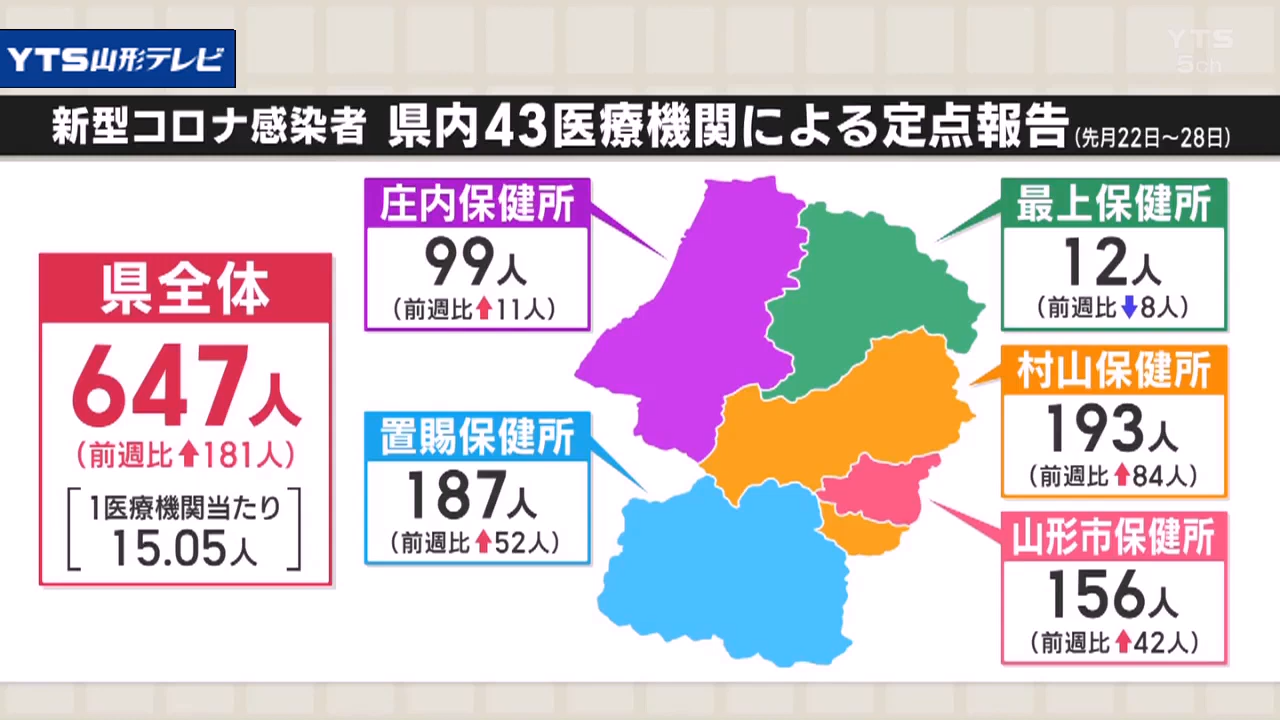 YTS山形テレビ
YTS
5ch
新型コロナ感染者 県内43医療機関による定点報告(先月22日～28日)
県全体
647人
(前週比⬆181人)
[1医療機関当たり
15.05人]
庄内保健所
99人
(前週比⬆11人)
置賜保健所
187人
(前週比⬆52人)
最上保健所
12人
(前週比⬇8人)
村山保健所
193人
(前週比⬆84人)
山形市保健所
156人
(前週比⬆42人)